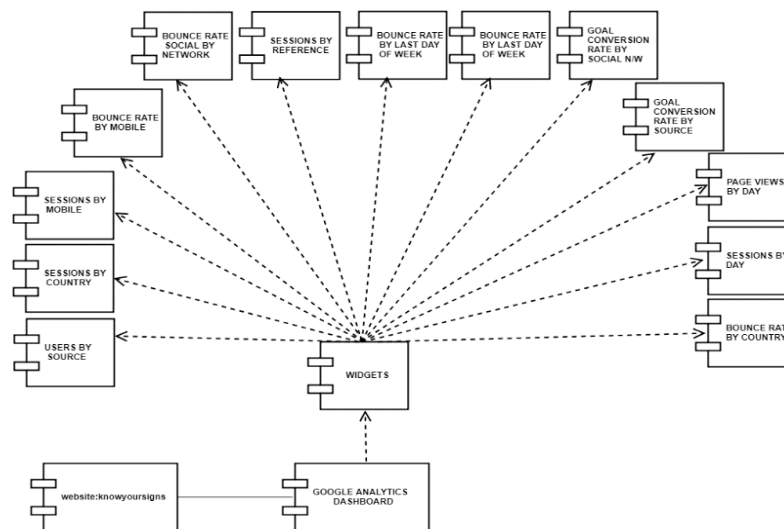 BOUNCE RATE
SOCIAL BY
NETWORK
SESSIONS BY
REFERENCE
BOUNCE RATE
BY LAST DAY
OF WEEK
BOUNCE RATE
BY LAST DAY
OF WEEK
GOAL
CONVERSION
RATE BY
SOCIAL N/W
BOUNCE RATE
BY MOBILE
GOAL
CONVERSION
RATE BY
SOURCE
SESSIONS BY
MOBILE
PAGE VIEWS
BY DAY
SESSIONS BY
COUNTRY
SESSIONS BY
DAY
USERS BY
SOURCE
BOUNCE RATE
BY COUNTRY
WIDGETS
website:knowyoursigns
GOOGLE ANALYTICS
DASHBOARD